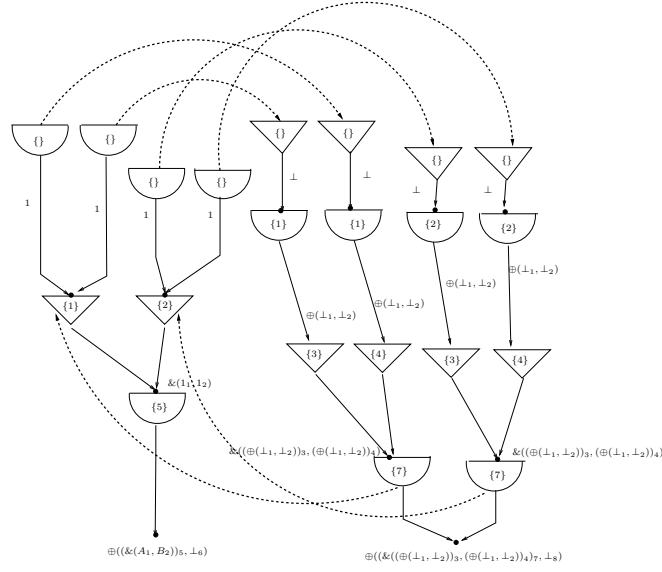 {} {} {} {}
{} {} {} {}
⊥ ⊥ ⊥ ⊥
1 1 1 1
{1} {1} {2} {2}
⊕(⊥₁, ⊥₂) ⊕(⊥₁, ⊥₂)
⊕(⊥₁, ⊥₂) ⊕(⊥₁, ⊥₂)
{1} {2}
{3} {4} {3} {4}
&(1₁, 1₂)
{5}
&((⊕(⊥₁, ⊥₂))₃, (⊕(⊥₁, ⊥₂))₄) &((⊕(⊥₁, ⊥₂))₃, (⊕(⊥₁, ⊥₂))₄)
{7} {7}
⊕((&(A₁, B₂))₅, ⊥₆) ⊕((&((⊕(⊥₁, ⊥₂))₃, (⊕(⊥₁, ⊥₂))₄)₇, ⊥₈)